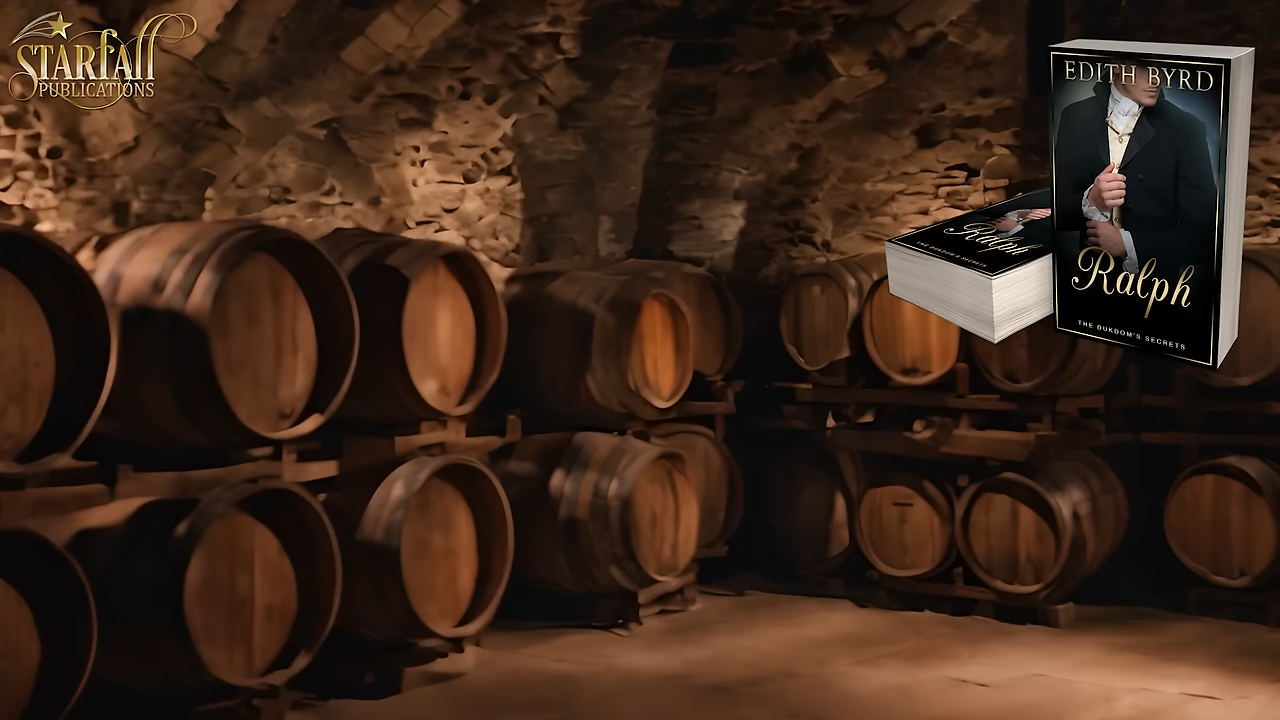 STARfall
PUBLICATIONS
EDITH BYRD
Ralph
THE DUKDOM'S SECRETS
Ralph
THE DUKDOM'S SECRETS